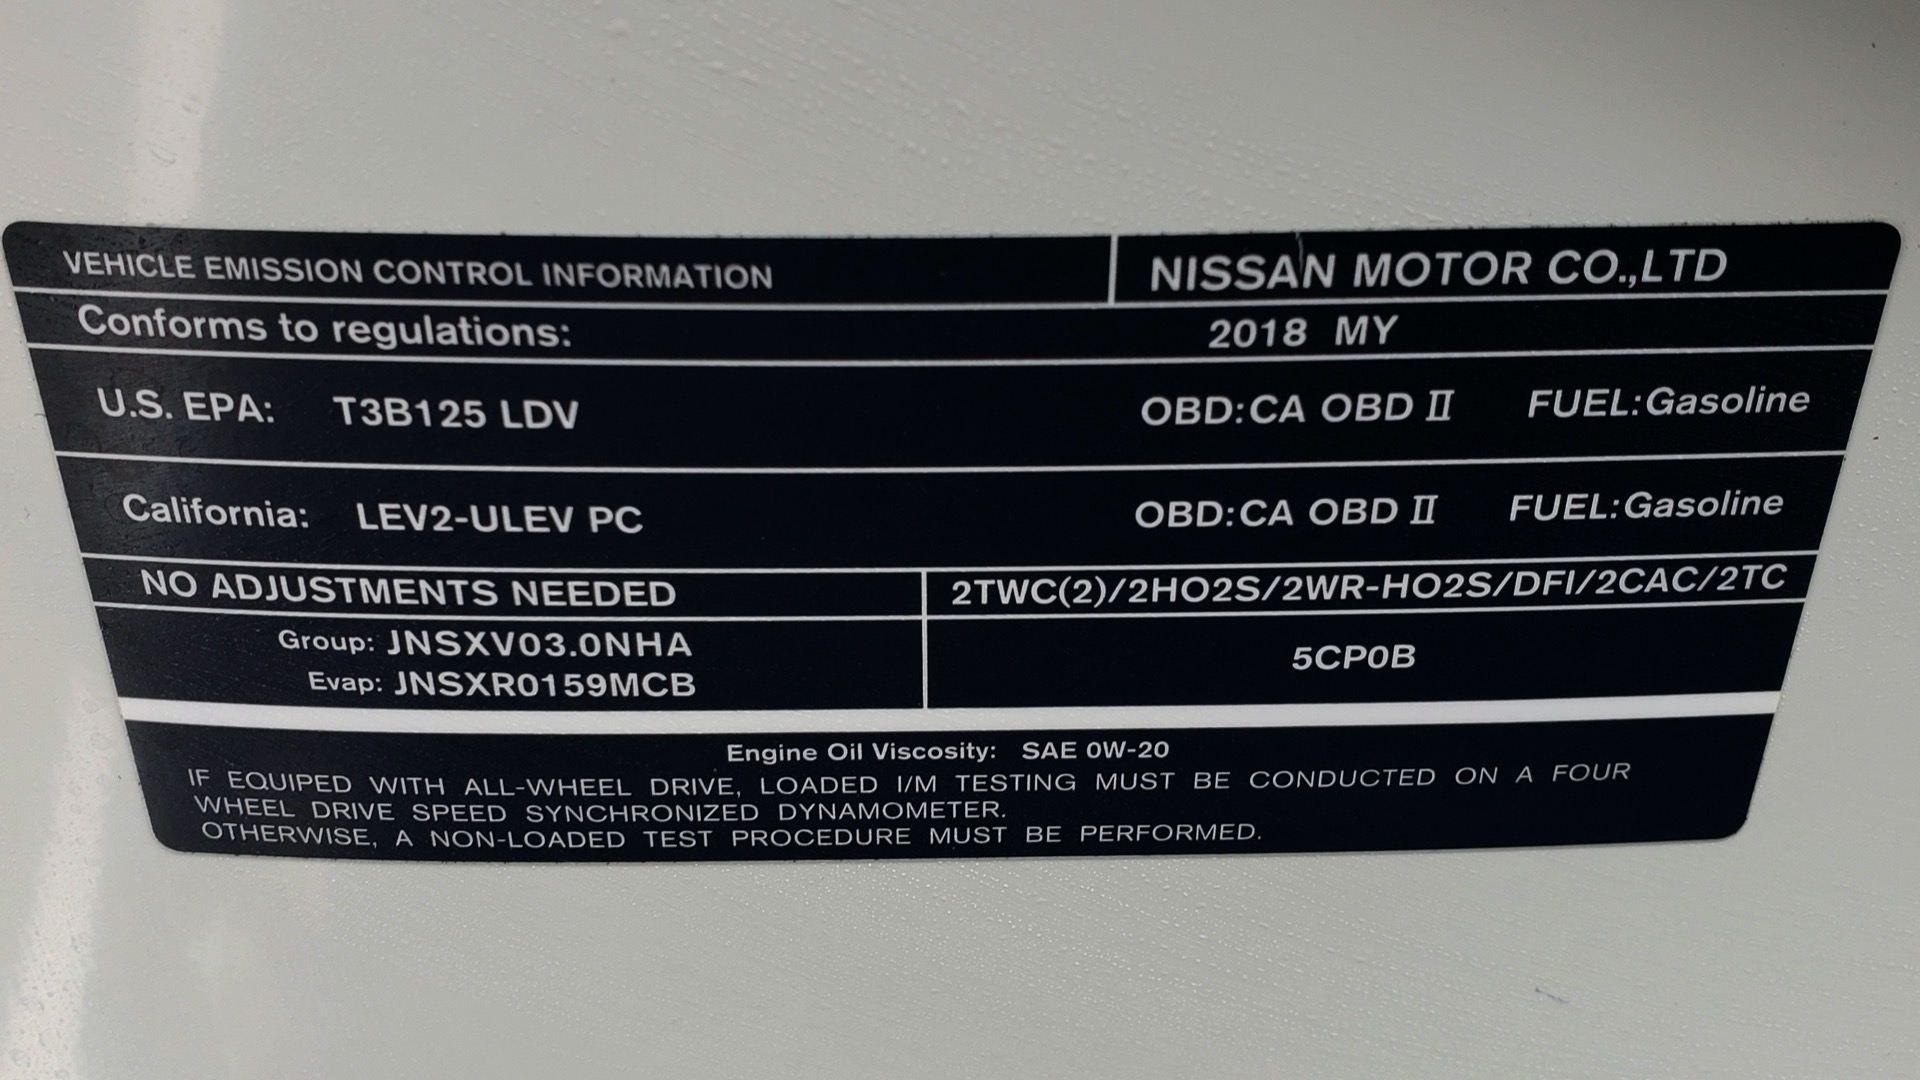 VEHICLE EMISSION CONTROL INFORMATION NISSAN MOTOR CO.,LTD
Conforms to regulations: 2018 MY
U.S. EPA: T3B125 LDV OBD:CA OBD II FUEL:Gasoline
California: LEV2-ULEV PC OBD:CA OBD II FUEL:Gasoline
NO ADJUSTMENTS NEEDED 2TWC(2)/2HO2S/2WR-HO2S/DFI/2CAC/2TC
Group: JNSXV03.0NHA
Evap: JNSXR0159MCB
5CP0B
Engine Oil Viscosity: SAE 0W-20
IF EQUIPED WITH ALL-WHEEL DRIVE, LOADED I/M TESTING MUST BE CONDUCTED ON A FOUR
WHEEL DRIVE SPEED SYNCHRONIZED DYNAMOMETER.
OTHERWISE, A NON-LOADED TEST PROCEDURE MUST BE PERFORMED.